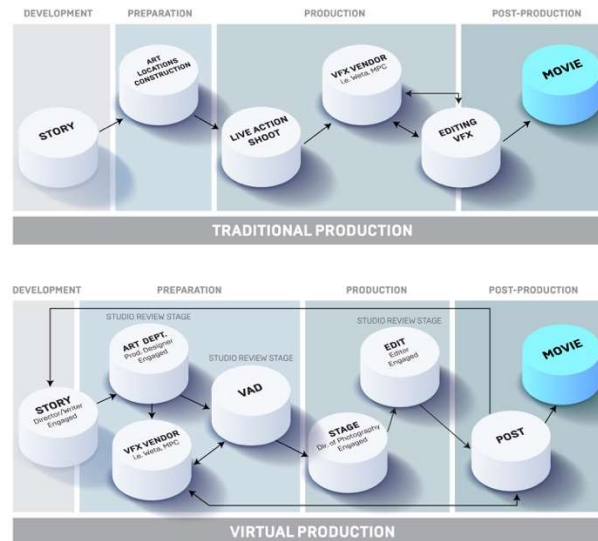 DEVELOPMENT
PREPARATION
PRODUCTION
POST-PRODUCTION
STORY
ART
LOCATIONS
CONSTRUCTION
LIVE ACTION
SHOOT
VFX VENDOR
i.e. Weta, MPC
EDITING
VFX
MOVIE
TRADITIONAL PRODUCTION
DEVELOPMENT
PREPARATION
PRODUCTION
POST-PRODUCTION
STORY
Director/Writer
Engaged
STUDIO REVIEW STAGE
ART DEPT.
Prod. Designer
Engaged
VFX VENDOR
i.e. Weta, MPC
STUDIO REVIEW STAGE
VAD
STAGE
Dir. of Photography
Engaged
STUDIO REVIEW STAGE
EDIT
Editor
Engaged
POST
MOVIE
VIRTUAL PRODUCTION